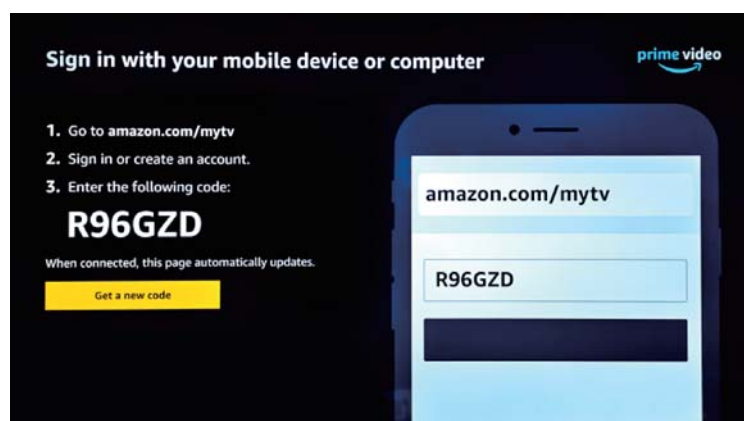 Sign in with your mobile device or computer
prime video
1. Go to amazon.com/mytv
2. Sign in or create an account.
3. Enter the following code:
R96GZD
When connected, this page automatically updates.
Get a new code
amazon.com/mytv
R96GZD